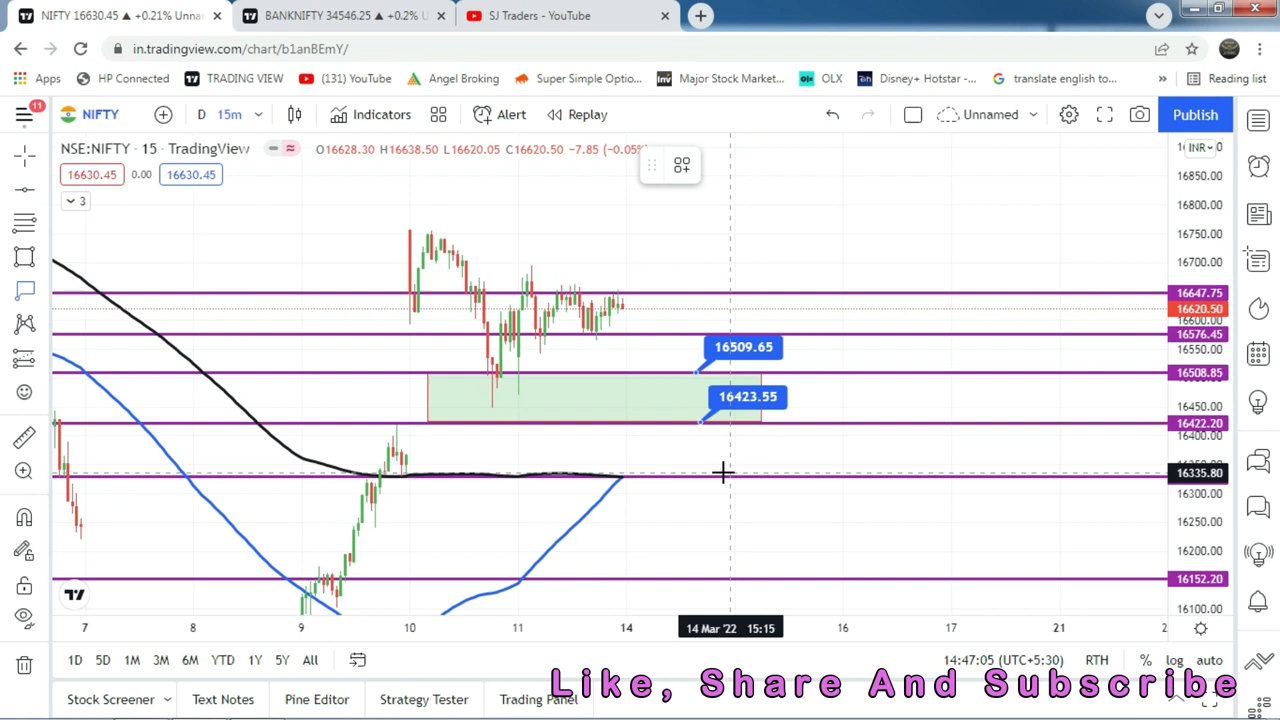 NIFTY 16630.45 ▲ +0.21% Unnar
BANKNIFTY 34546.25 ▲ +0.2% U
SJ Traders - YouTube
in.tradingview.com/chart/b1anBEmY/
Apps
HP Connected
TRADING VIEW
(131) YouTube
Angel Broking
Super Simple Optio...
Inv Major Stock Market...
olx OLX
Disney+ Hotstar -...
translate english to...
»
Reading list
11
NIFTY
D
15m
Indicators
Alert
Replay
Unnamed
Publish
NSE:NIFTY · 15 · TradingView
O16628.30 H16638.50 L16620.05 C16620.50 −7.85 (−0.05%)
INR
16630.45
0.00
16630.45
3
16850.00
16800.00
16750.00
16700.00
16647.75
16620.50
16600.00
16576.45
16550.00
16509.65
16508.85
16423.55
16450.00
16422.20
16400.00
16335.80
16300.00
16250.00
16200.00
16152.20
16100.00
7
8
9
10
11
14
14 Mar '22 15:15
16
17
21
2
1D
5D
1M
3M
6M
YTD
1Y
5Y
All
14:47:05 (UTC+5:30)
RTH
%
log
auto
Like, Share And Subscribe
Stock Screener
Text Notes
Pine Editor
Strategy Tester
Trading Panel